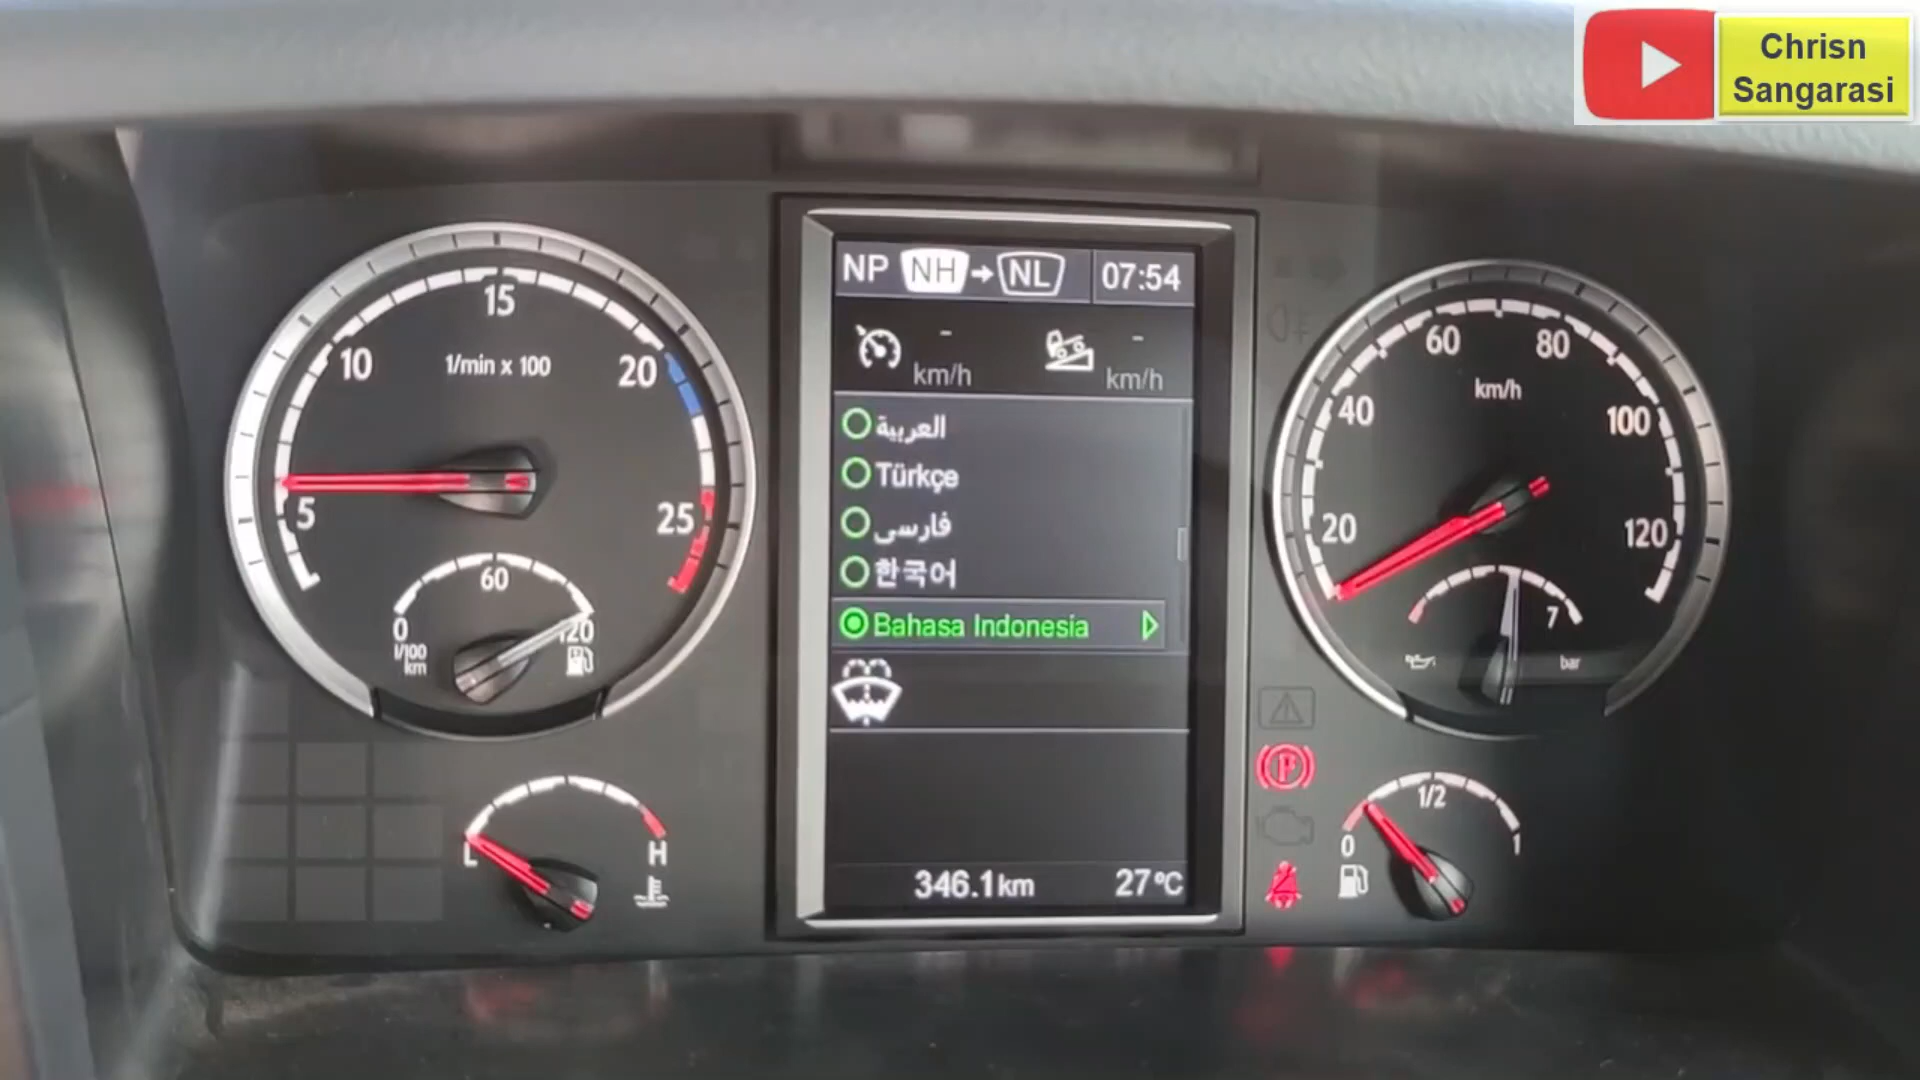 Chrisn
Sangarasi
NP NH NL 07:54
- km/h - km/h
العربية
Türkçe
فارسى
한국어
Bahasa Indonesia
346.1km 27°C
5 10 15 20 25
1/min x 100
0 60 120
l/100
km
L H
20 40 60 80 100 120
km/h
7
bar
P
0 1/2 1